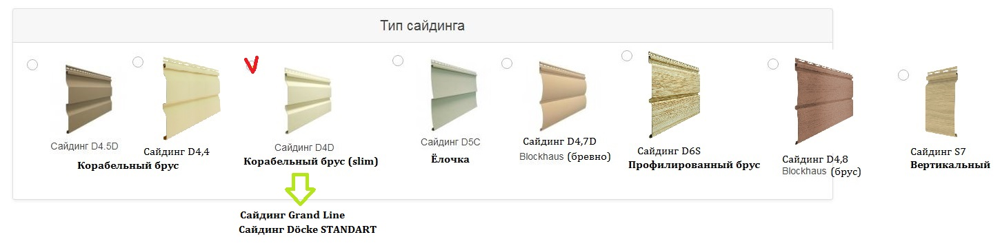 Тип сайдинга
Сайдинг D4.5D
Сайдинг D4,4
Корабельный брус
Сайдинг D4D
Корабельный брус (slim)
Сайдинг D5C
Ёлочка
Сайдинг D4,7D
Blockhaus (бревно)
Сайдинг D6S
Профилированный брус
Сайдинг D4,8
Blockhaus (брус)
Сайдинг S7
Вертикальный
Сайдинг Grand Line
Сайдинг Döcke STANDART